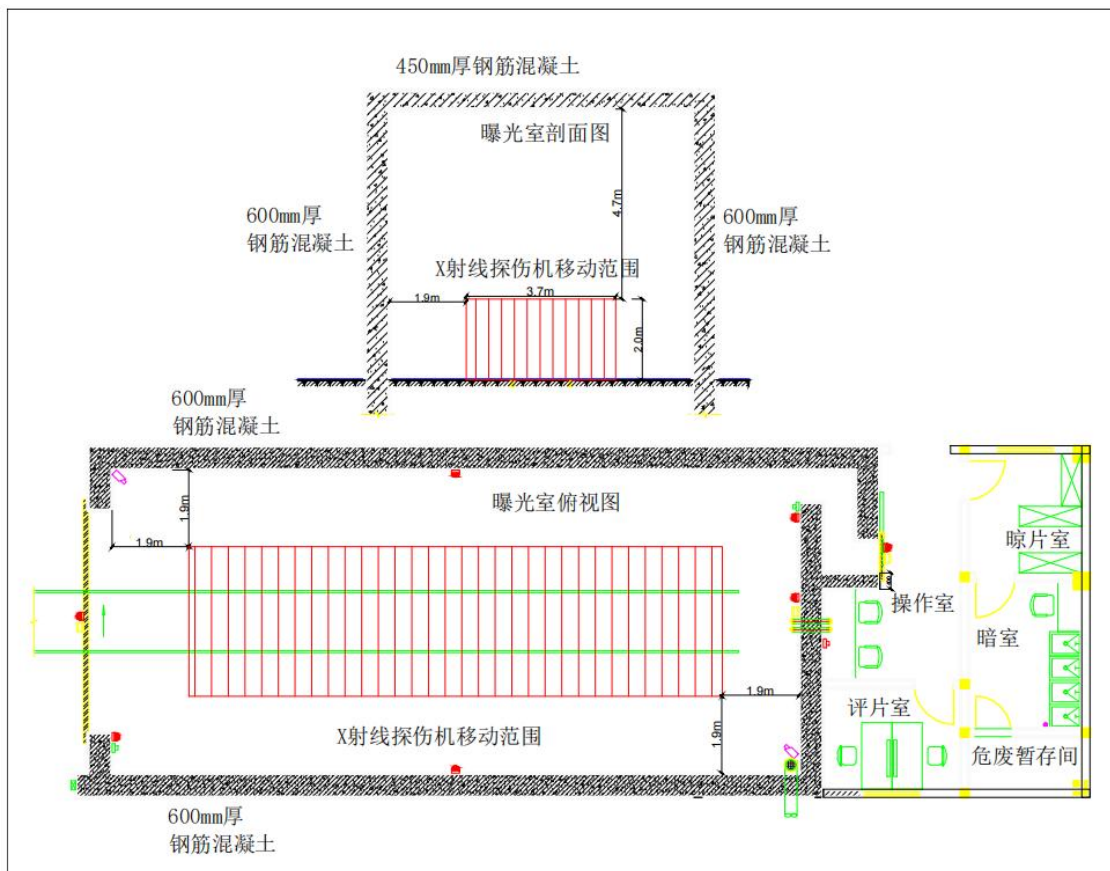 450mm厚钢筋混凝土
曝光室剖面图
4.7m
600mm厚
钢筋混凝土
600mm厚
钢筋混凝土
X射线探伤机移动范围
3.7m
1.9m
2.0m
600mm厚
钢筋混凝土
曝光室俯视图
1.9m
1.9m
晾片室
操作室
暗室
1.9m
评片室
1.9m
X射线探伤机移动范围
危废暂存间
600mm厚
钢筋混凝土